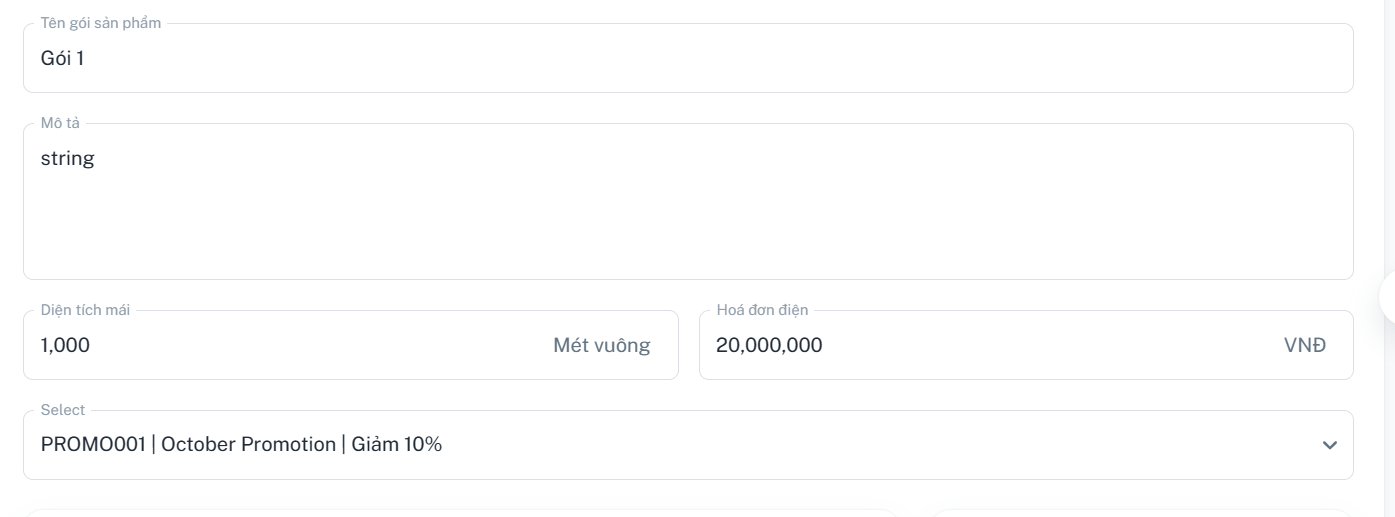 Tên gói sản phẩm
Gói 1
Mô tả
string
Diện tích mái
1,000 Mét vuông
Hoá đơn điện
20,000,000 VNĐ
Select
PROMO001 | October Promotion | Giảm 10%